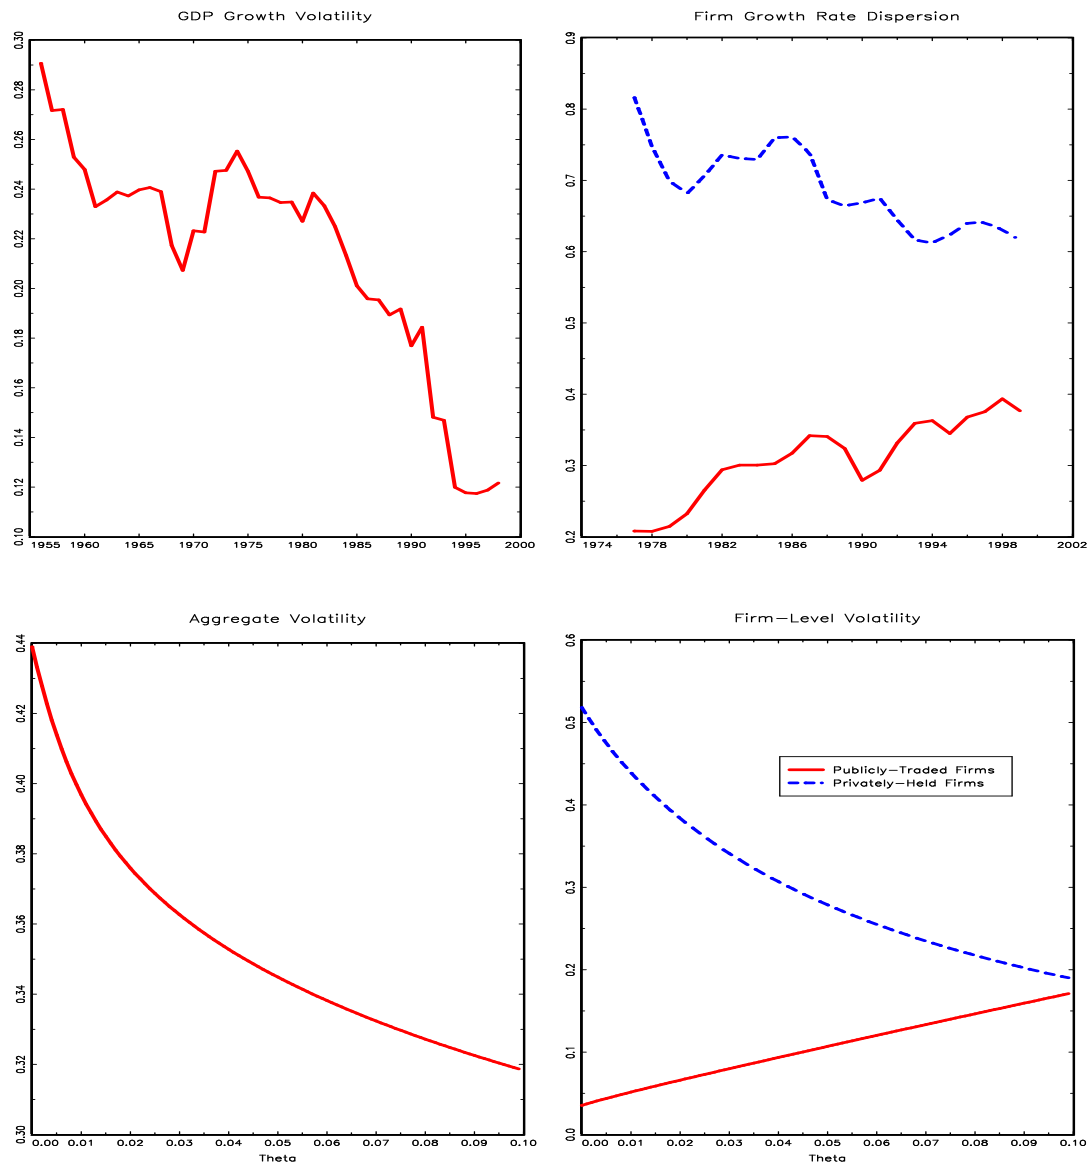 GDP Growth Volatility
0.30
0.28
0.26
0.24
0.22
0.20
0.18
0.16
0.14
0.12
0.10
1955 1960 1965 1970 1975 1980 1985 1990 1995 2000
Firm Growth Rate Dispersion
0.9
0.8
0.7
0.6
0.5
0.4
0.3
0.2
1974 1978 1982 1986 1990 1994 1998 2002
Aggregate Volatility
0.44
0.42
0.40
0.38
0.36
0.34
0.32
0.30
0.00 0.01 0.02 0.03 0.04 0.05 0.06 0.07 0.08 0.09 0.10
Theta
Firm-Level Volatility
0.6
0.5
0.4
0.3
0.2
0.1
0.0
Publicly-Traded Firms
Privately-Held Firms
0.00 0.01 0.02 0.03 0.04 0.05 0.06 0.07 0.08 0.09 0.10
Theta